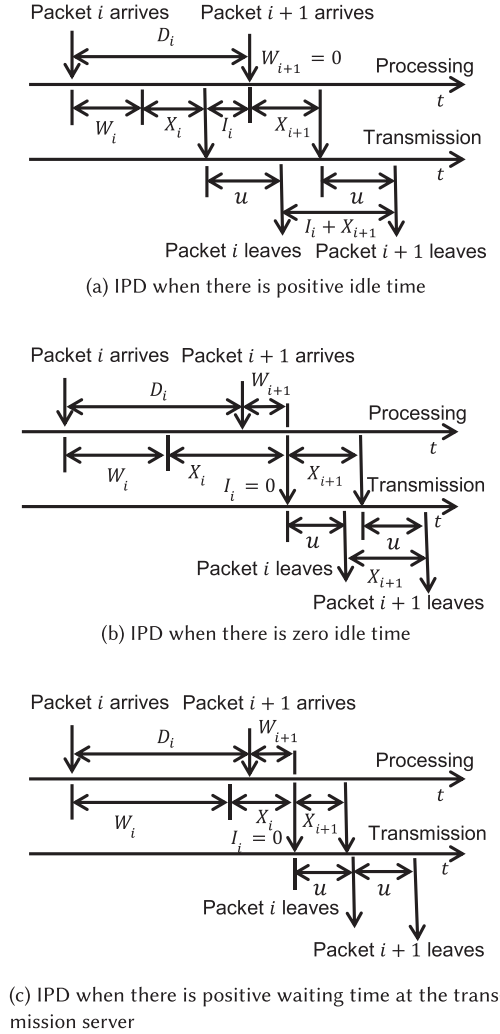 Packet i arrives Packet i + 1 arrives
D_i
W_{i+1} = 0
Processing
t
W_i X_i I_i X_{i+1}
Transmission
t
u u
I_i + X_{i+1}
Packet i leaves Packet i + 1 leaves
(a) IPD when there is positive idle time
Packet i arrives Packet i + 1 arrives
D_i W_{i+1}
Processing
t
W_i X_i I_i = 0 X_{i+1}
Transmission
t
u u
Packet i leaves X_{i+1}
Packet i + 1 leaves
(b) IPD when there is zero idle time
Packet i arrives Packet i + 1 arrives
D_i W_{i+1}
Processing
t
W_i X_i X_{i+1}
I_i = 0 Transmission
t
u u
Packet i leaves
Packet i + 1 leaves
(c) IPD when there is positive waiting time at the trans
mission server